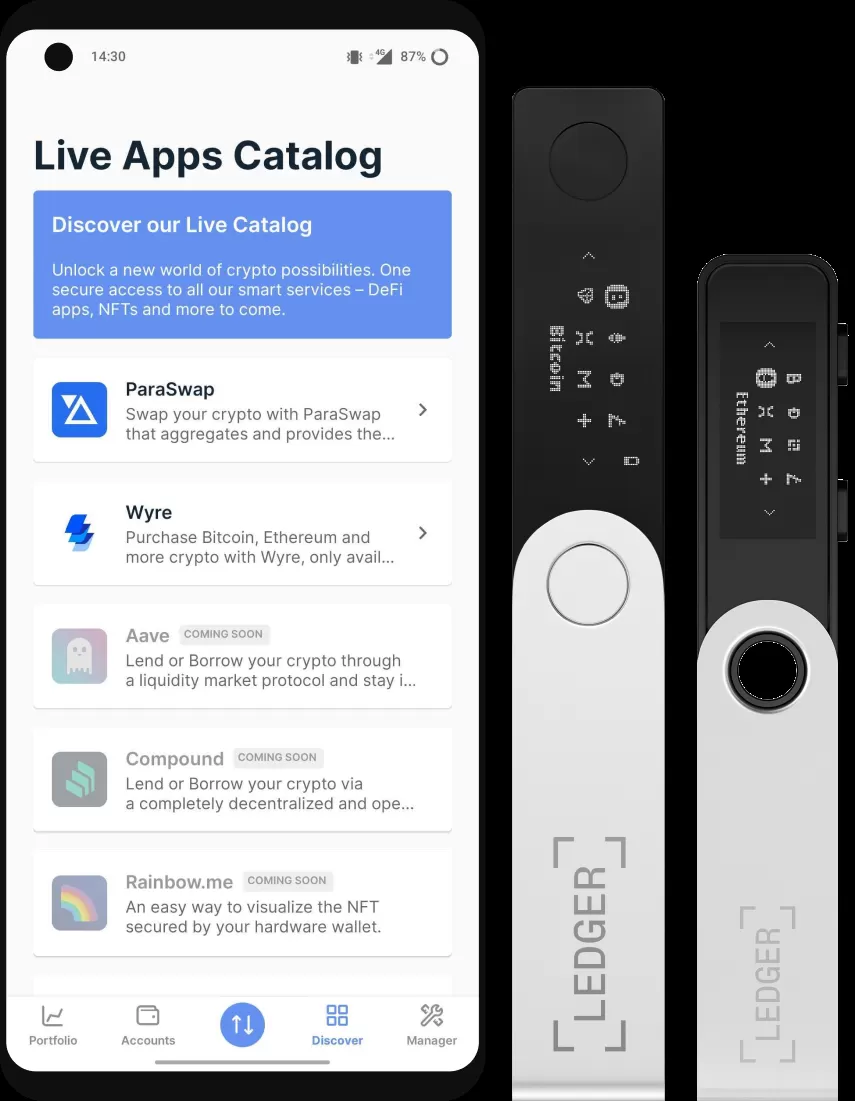 14:30
4G
87%
Live Apps Catalog
Discover our Live Catalog
Unlock a new world of crypto possibilities. One
secure access to all our smart services – DeFi
apps, NFTs and more to come.
ParaSwap
Swap your crypto with ParaSwap
that aggregates and provides the...
Wyre
Purchase Bitcoin, Ethereum and
more crypto with Wyre, only avail...
Aave COMING SOON
Lend or Borrow your crypto through
a liquidity market protocol and stay i...
Compound COMING SOON
Lend or Borrow your crypto via
a completely decentralized and ope...
Rainbow.me COMING SOON
An easy way to visualize the NFT
secured by your hardware wallet.
Portfolio
Accounts
Discover
Manager
Bitcoin
LEDGER
Ethereum
LEDGER